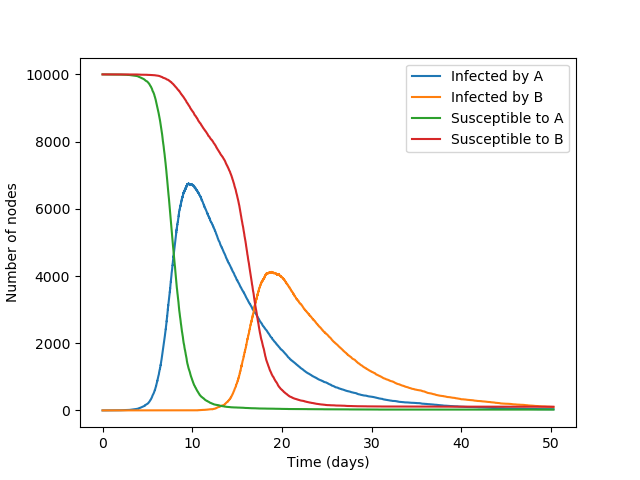 Infected by A
Infected by B
Susceptible to A
Susceptible to B
10000
8000
6000
4000
2000
0
Number of nodes
0 10 20 30 40 50
Time (days)